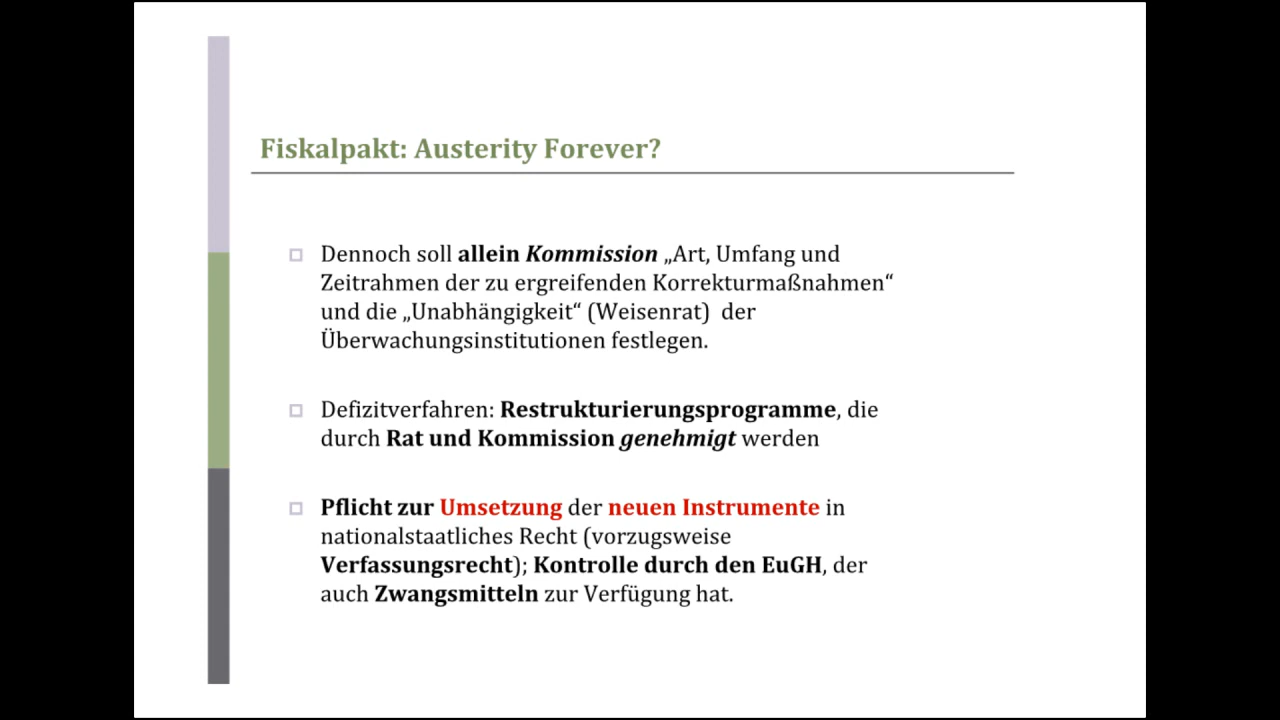 Fiskalpakt: Austerity Forever?
Dennoch soll allein Kommission „Art, Umfang und
Zeitrahmen der zu ergreifenden Korrekturmaßnahmen“
und die „Unabhängigkeit“ (Weisenrat)  der
Überwachungsinstitutionen festlegen.
Defizitverfahren: Restrukturierungsprogramme, die
durch Rat und Kommission genehmigt werden
Pflicht zur Umsetzung der neuen Instrumente in
nationalstaatliches Recht (vorzugsweise
Verfassungsrecht); Kontrolle durch den EuGH, der
auch Zwangsmitteln zur Verfügung hat.